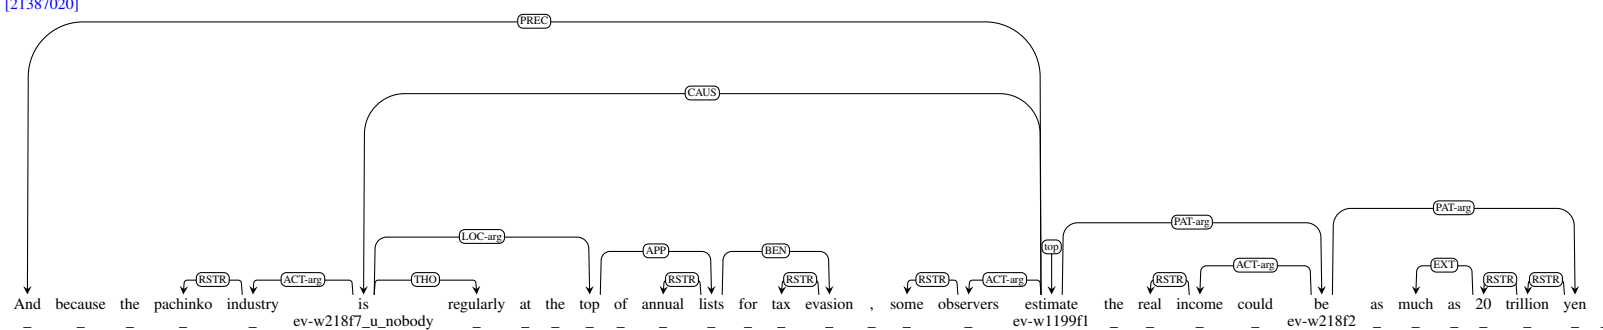 [21387020]
PREC
CAUS
PAT-arg
LOC-arg PAT-arg
top
APP BEN ACT-arg EXT
RSTR ACT-arg THO RSTR RSTR RSTR ACT-arg RSTR RSTR RSTR
And because the pachinko industry is regularly at the top of annual lists for tax evasion , some observers estimate the real income could be as much as 20 trillion yen .
_ _ _ _ _ ev-w218f7_u_nobody _ _ _ _ _ _ _ _ _ _ _ _ _ ev-w1199f1 _ _ _ _ ev-w218f2 _ _ _ _ _ _ _